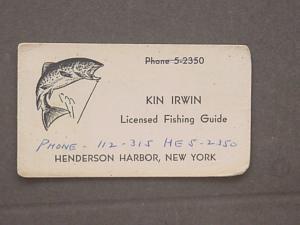 Phone 5-2350
KIN IRWIN
Licensed Fishing Guide
PHONE - 112-315 HE 5-2350
HENDERSON HARBOR, NEW YORK